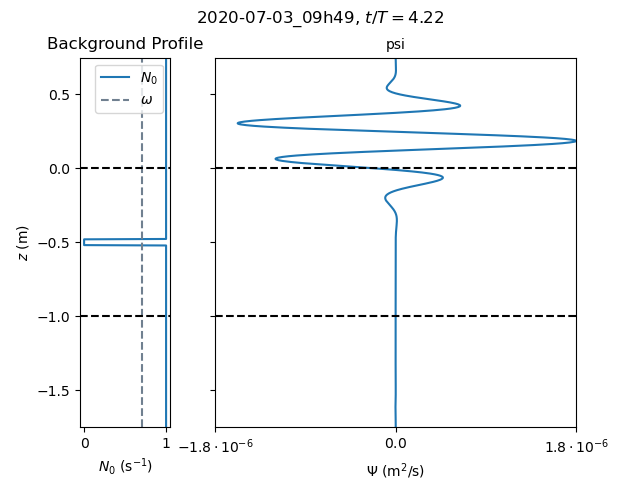 2020-07-03_09h49, t/T = 4.22
Background Profile
psi
N₀
ω
0.5
0.0
−0.5
−1.0
−1.5
z (m)
0
1
N₀ (s⁻¹)
−1.8 · 10⁻⁶
0.0
1.8 · 10⁻⁶
Ψ (m²/s)